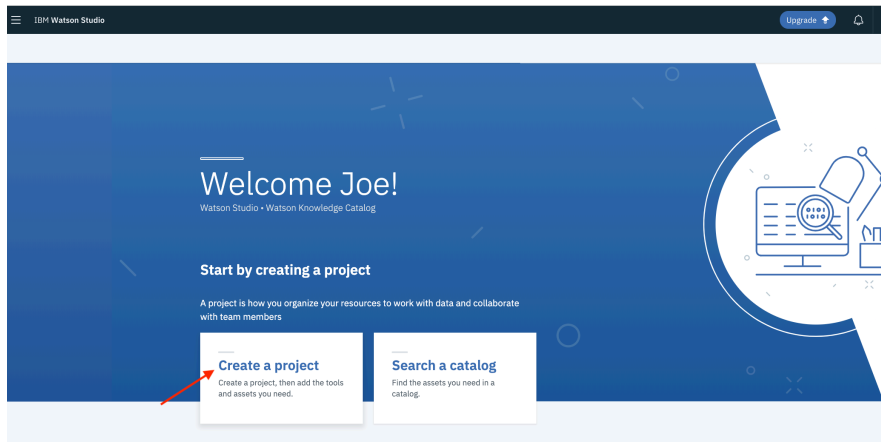 IBM Watson Studio
Upgrade
Welcome Joe!
Watson Studio • Watson Knowledge Catalog
Start by creating a project
A project is how you organize your resources to work with data and collaborate
with team members
Create a project
Create a project, then add the tools
and assets you need.
Search a catalog
Find the assets you need in a
catalog.
0101
1010